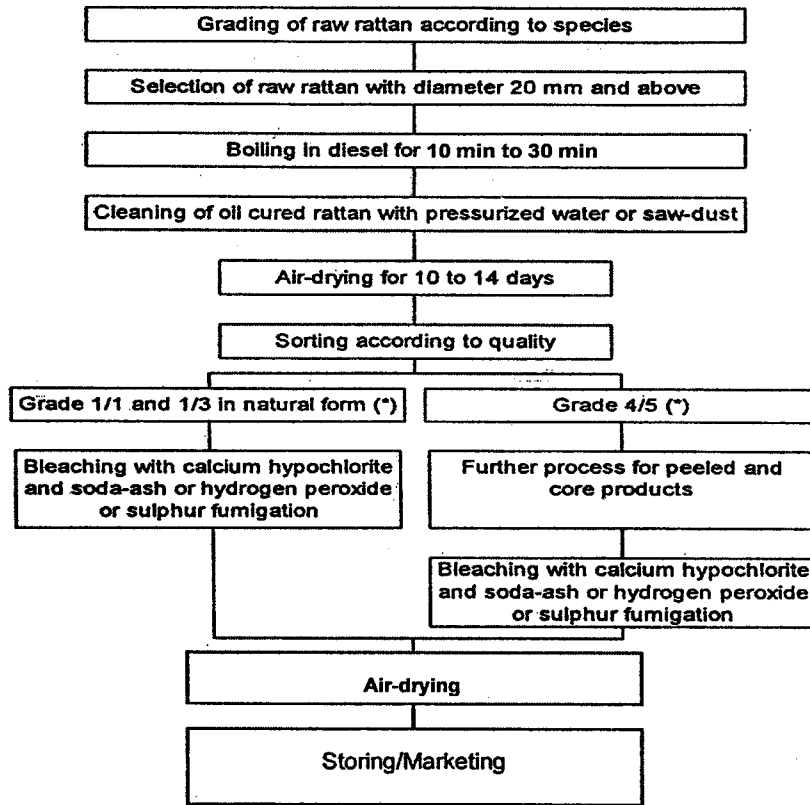 Grading of raw rattan according to species
Selection of raw rattan with diameter 20 mm and above
Boiling in diesel for 10 min to 30 min
Cleaning of oil cured rattan with pressurized water or saw-dust
Air-drying for 10 to 14 days
Sorting according to quality
Grade 1/1 and 1/3 in natural form (*)
Grade 4/5 (*)
Bleaching with calcium hypochlorite
and soda-ash or hydrogen peroxide
or sulphur fumigation
Further process for peeled and
core products
Bleaching with calcium hypochlorite
and soda-ash or hydrogen peroxide
or sulphur fumigation
Air-drying
Storing/Marketing